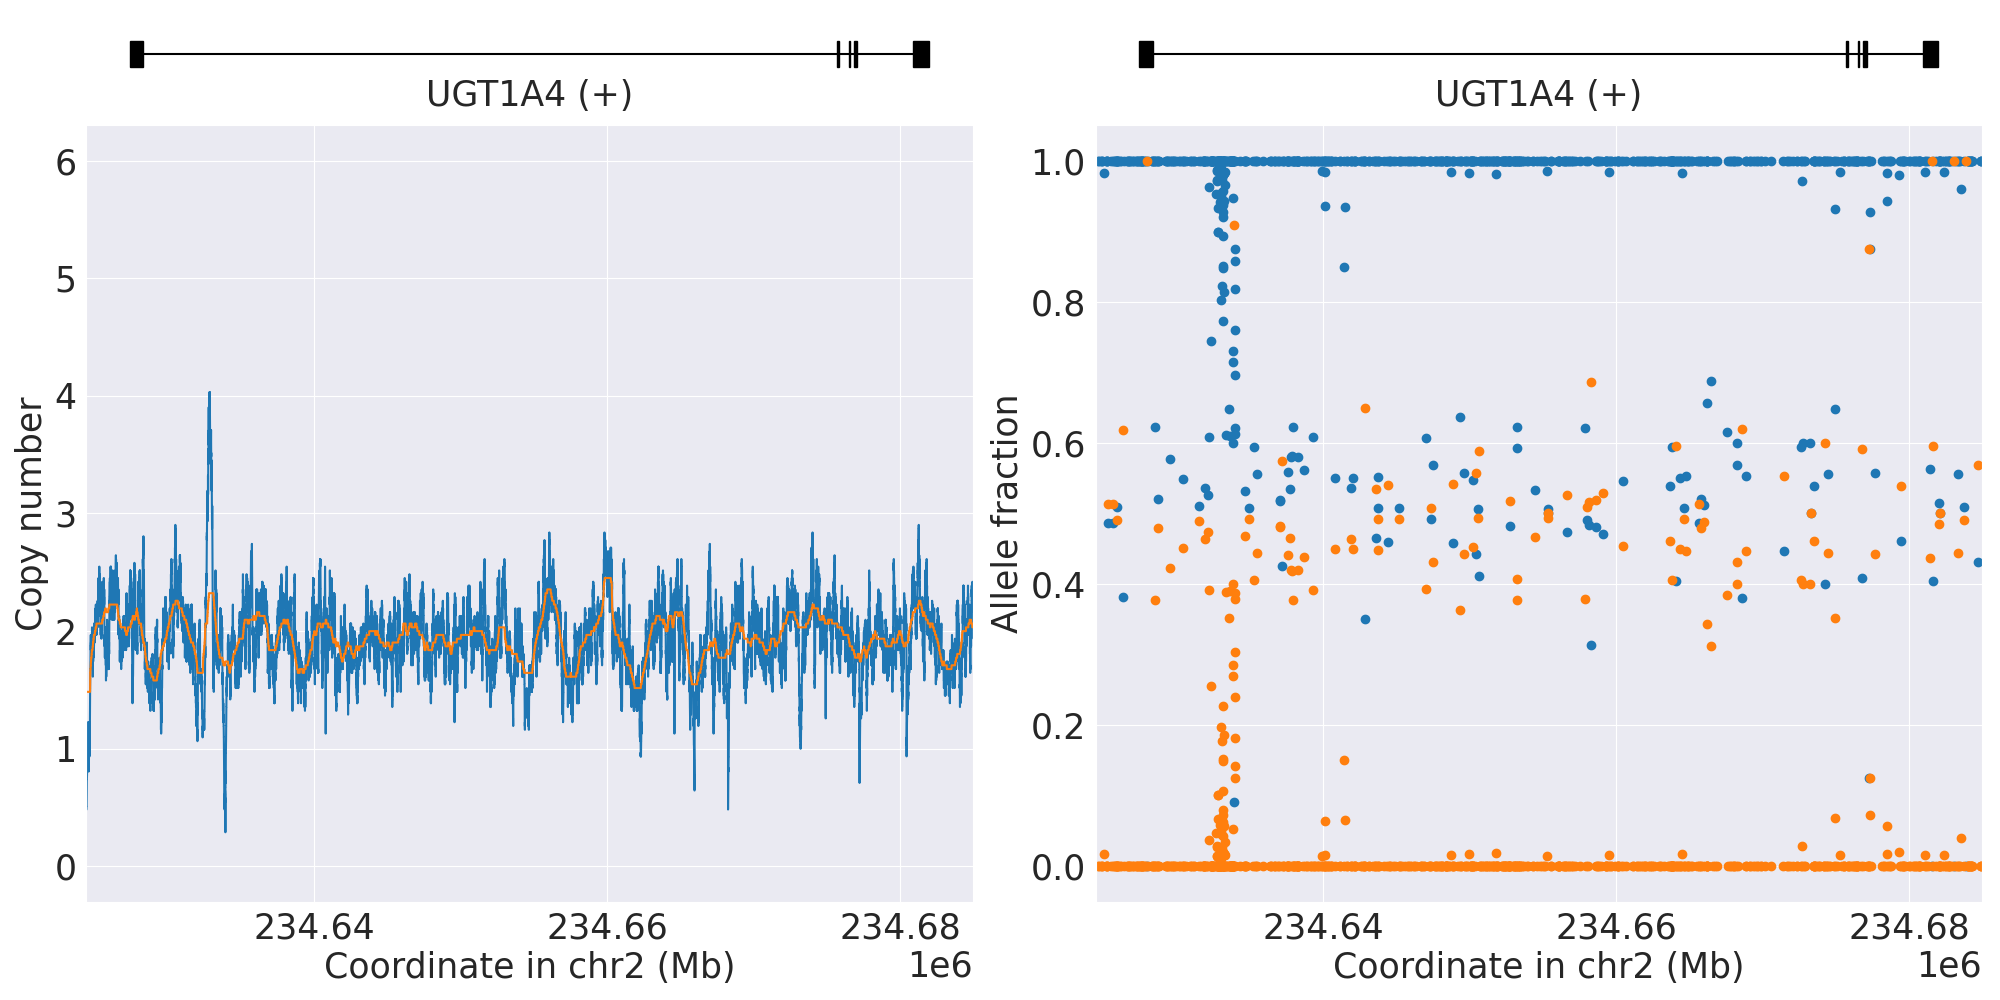 UGT1A4 (+)
6
5
4
3
2
1
0
Copy number
234.64 234.66 234.68
Coordinate in chr2 (Mb) 1e6
UGT1A4 (+)
1.0
0.8
0.6
0.4
0.2
0.0
Allele fraction
234.64 234.66 234.68
Coordinate in chr2 (Mb) 1e6